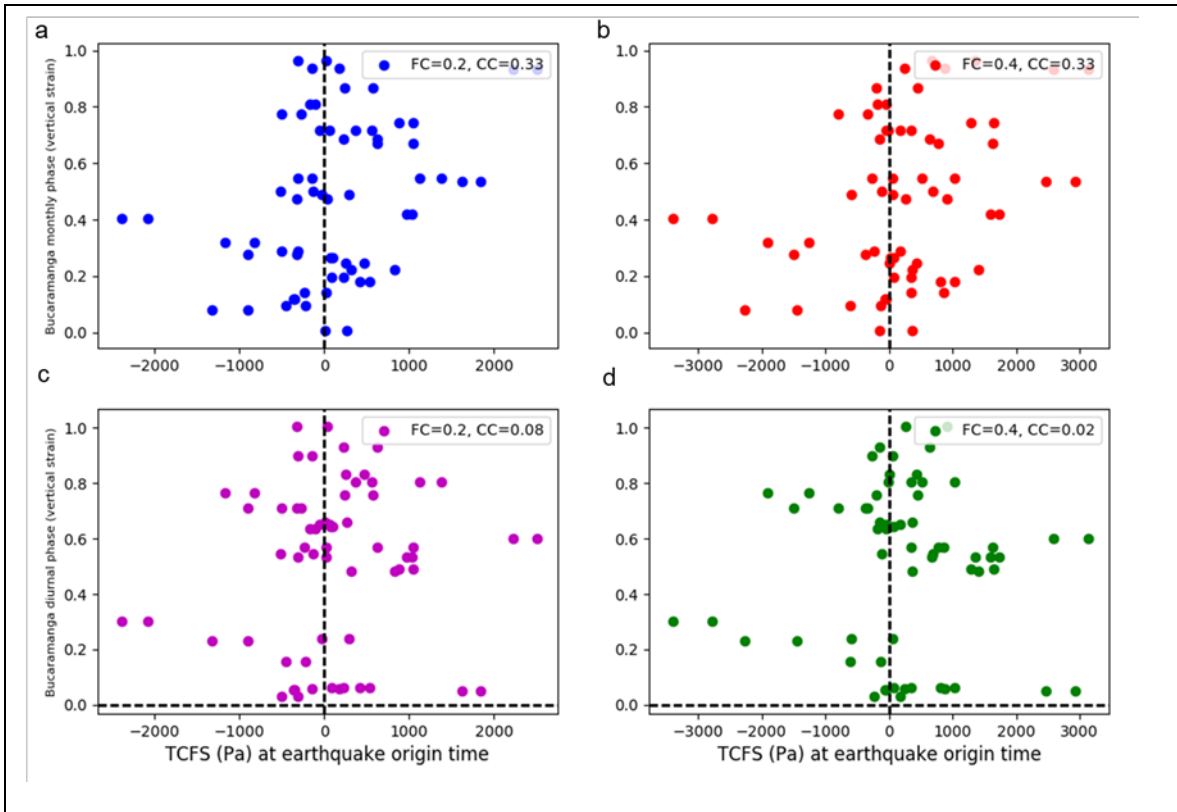 a
b
1.0
FC=0.2, CC=0.33
1.0
FC=0.4, CC=0.33
0.8
0.8
0.6
0.6
0.4
0.4
0.2
0.2
0.0
0.0
Bucaramanga monthly phase (vertical strain)
−2000 −1000 0 1000 2000
−3000 −2000 −1000 0 1000 2000 3000
c
d
1.0
FC=0.2, CC=0.08
1.0
FC=0.4, CC=0.02
0.8
0.8
0.6
0.6
0.4
0.4
0.2
0.2
0.0
0.0
Bucaramanga diurnal phase (vertical strain)
−2000 −1000 0 1000 2000
−3000 −2000 −1000 0 1000 2000 3000
TCFS (Pa) at earthquake origin time
TCFS (Pa) at earthquake origin time